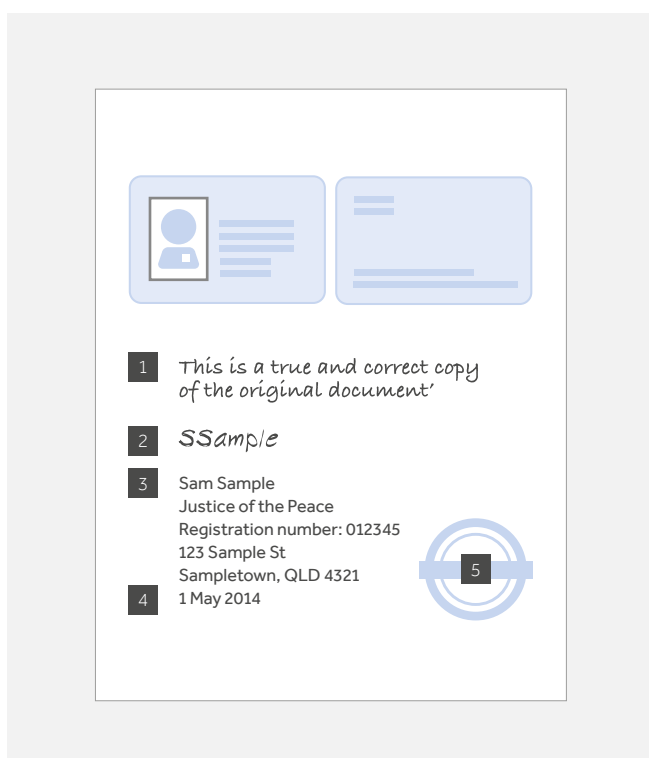 1 This is a true and correct copy
of the original document’
2 SSample
3 Sam Sample
Justice of the Peace
Registration number: 012345
123 Sample St
Sampletown, QLD 4321
4 1 May 2014
5